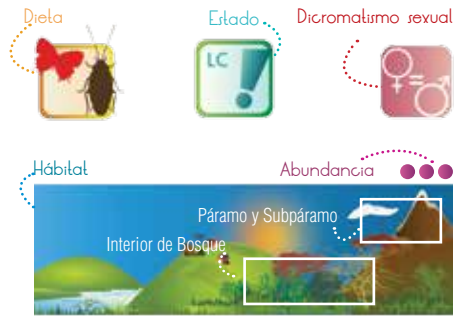 Dieta
Estado
Dicromatismo sexual
LC
Hábitat
Abundancia
Páramo y Subpáramo
Interior de Bosque